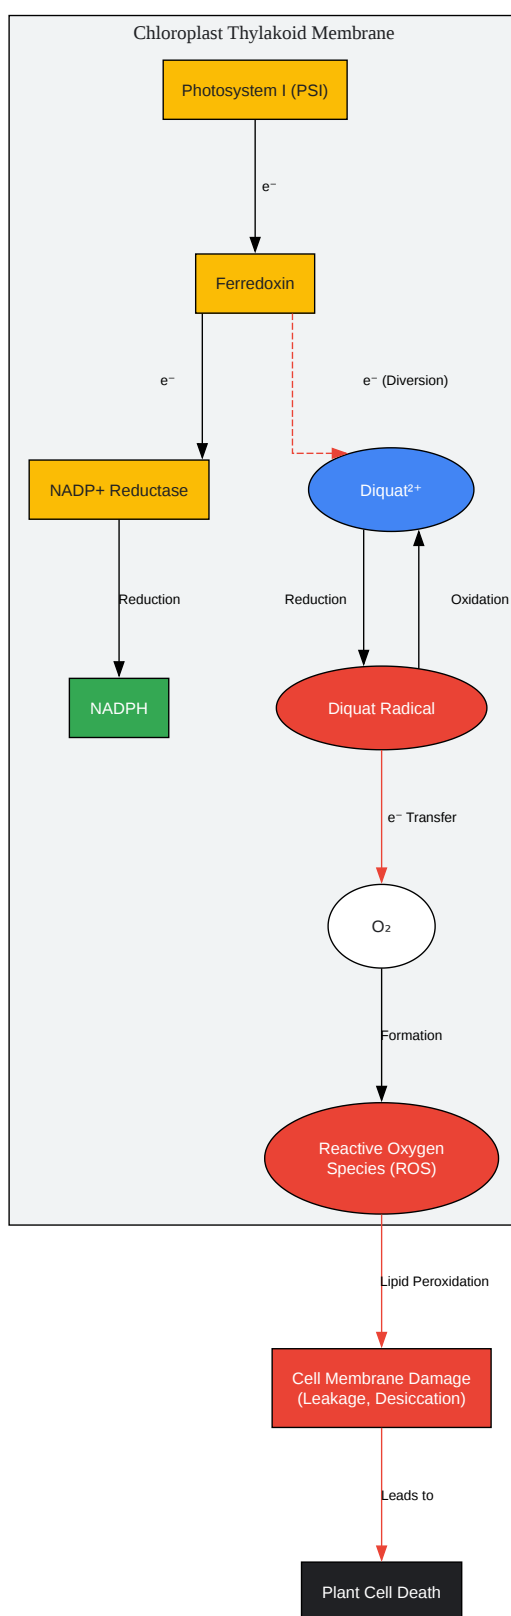 Chloroplast Thylakoid Membrane
Photosystem I (PSI)
e⁻
Ferredoxin
e⁻
e⁻ (Diversion)
NADP+ Reductase
Diquat²⁺
Reduction
Reduction
Oxidation
NADPH
Diquat Radical
e⁻ Transfer
O₂
Formation
Reactive Oxygen
Species (ROS)
Lipid Peroxidation
Cell Membrane Damage
(Leakage, Desiccation)
Leads to
Plant Cell Death